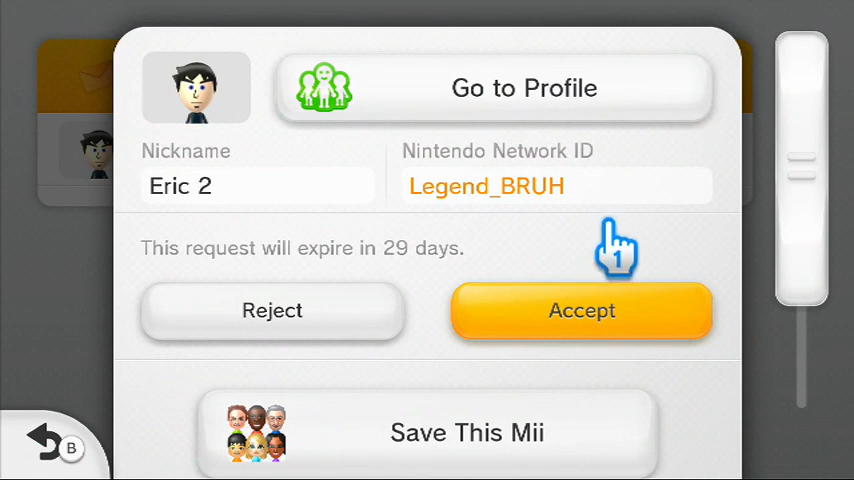 Go to Profile
Nickname
Nintendo Network ID
Eric 2
Legend_BRUH
This request will expire in 29 days.
1
Reject
Accept
Save This Mii
B